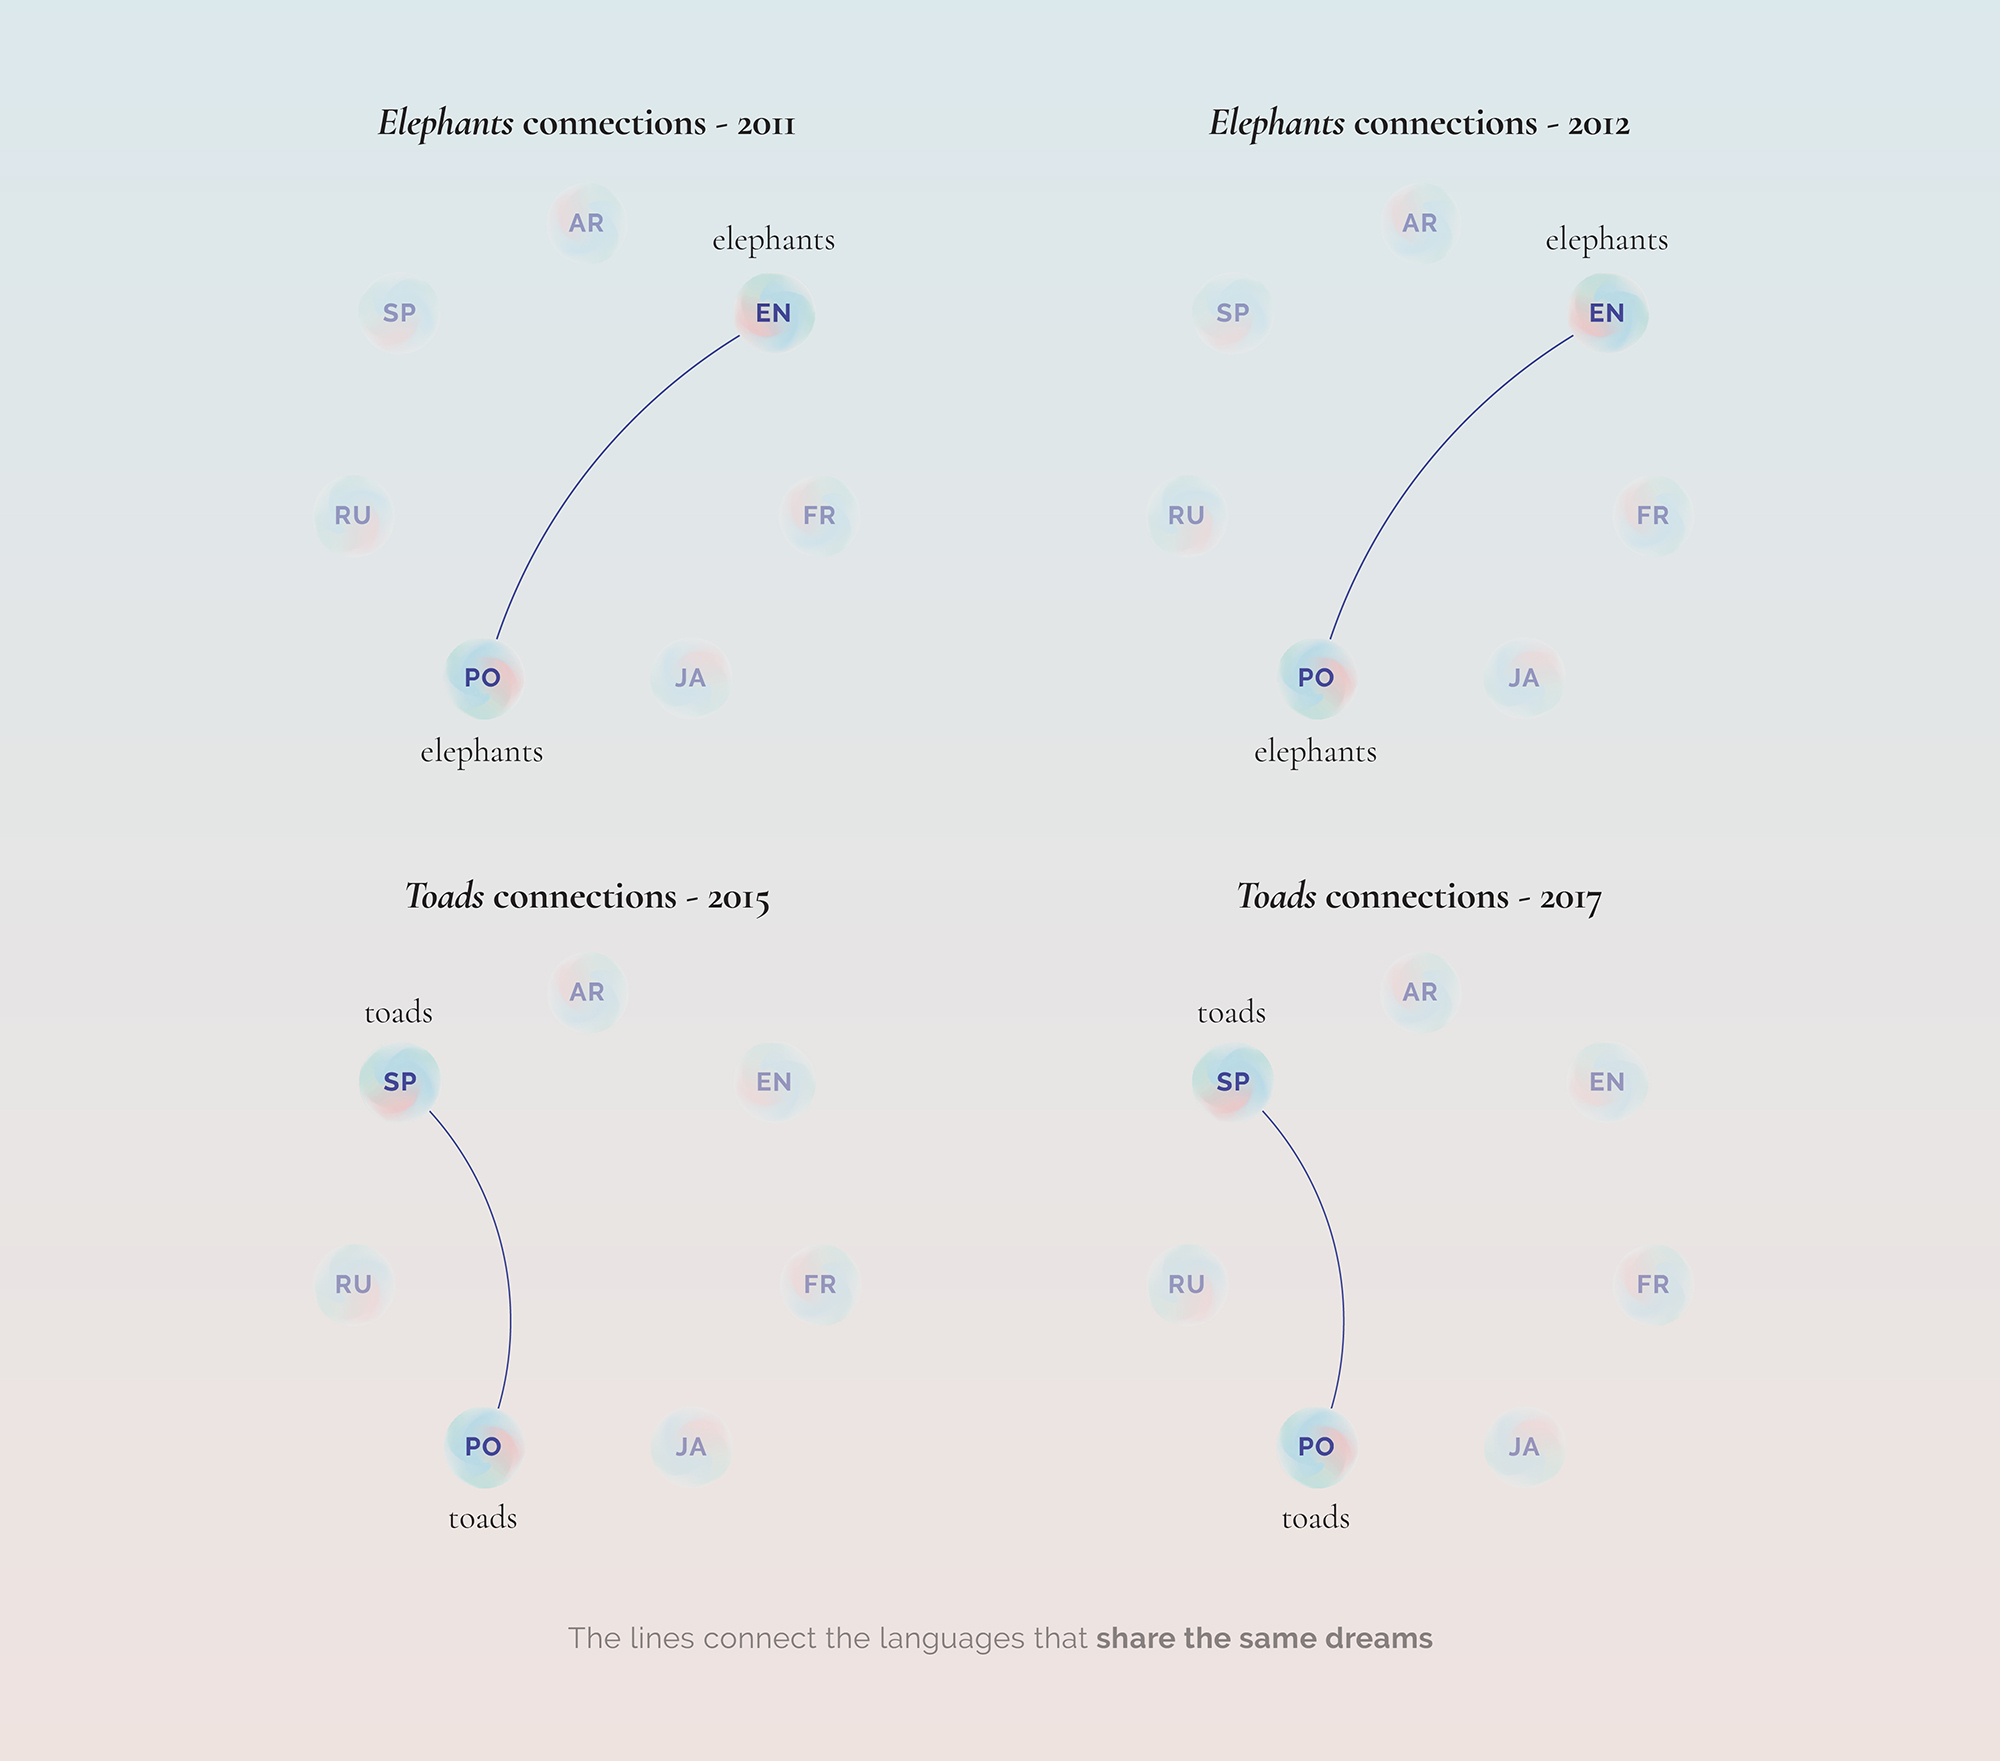 Elephants connections - 2011
Elephants connections - 2012
AR
elephants
SP
EN
RU
FR
PO
JA
elephants
AR
elephants
SP
EN
RU
FR
PO
JA
elephants
Toads connections - 2015
Toads connections - 2017
AR
toads
SP
EN
RU
FR
PO
JA
toads
AR
toads
SP
EN
RU
FR
PO
JA
toads
The lines connect the languages that share the same dreams